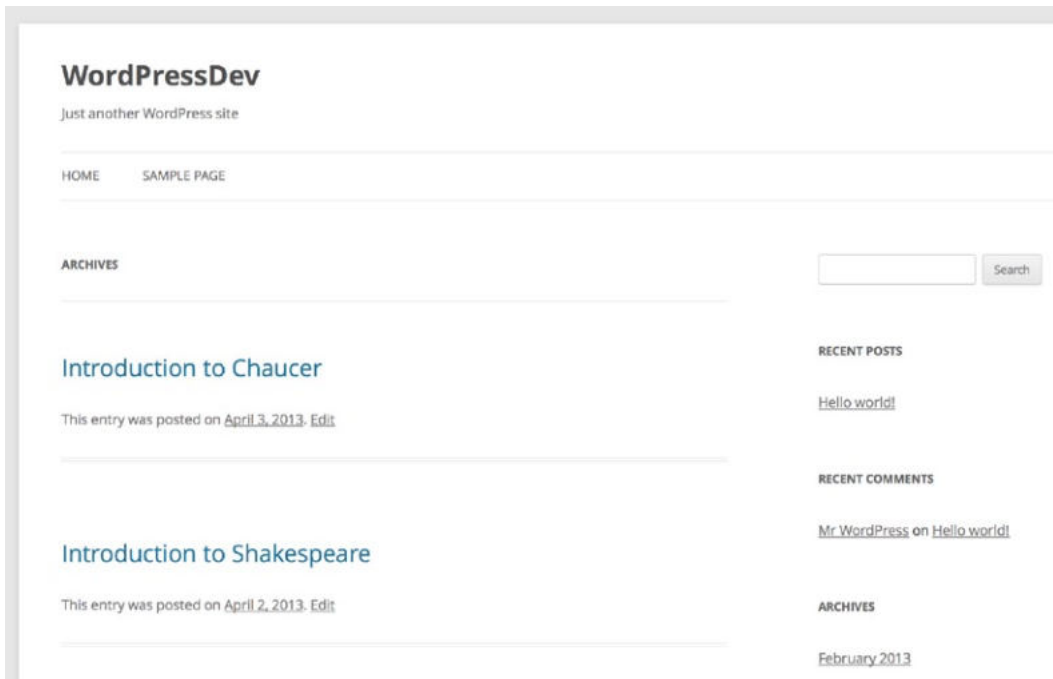 WordPressDev
Just another WordPress site
HOME SAMPLE PAGE
ARCHIVES
Introduction to Chaucer
This entry was posted on April 3, 2013. Edit
Introduction to Shakespeare
This entry was posted on April 2, 2013. Edit
Search
RECENT POSTS
Hello world!
RECENT COMMENTS
Mr WordPress on Hello world!
ARCHIVES
February 2013